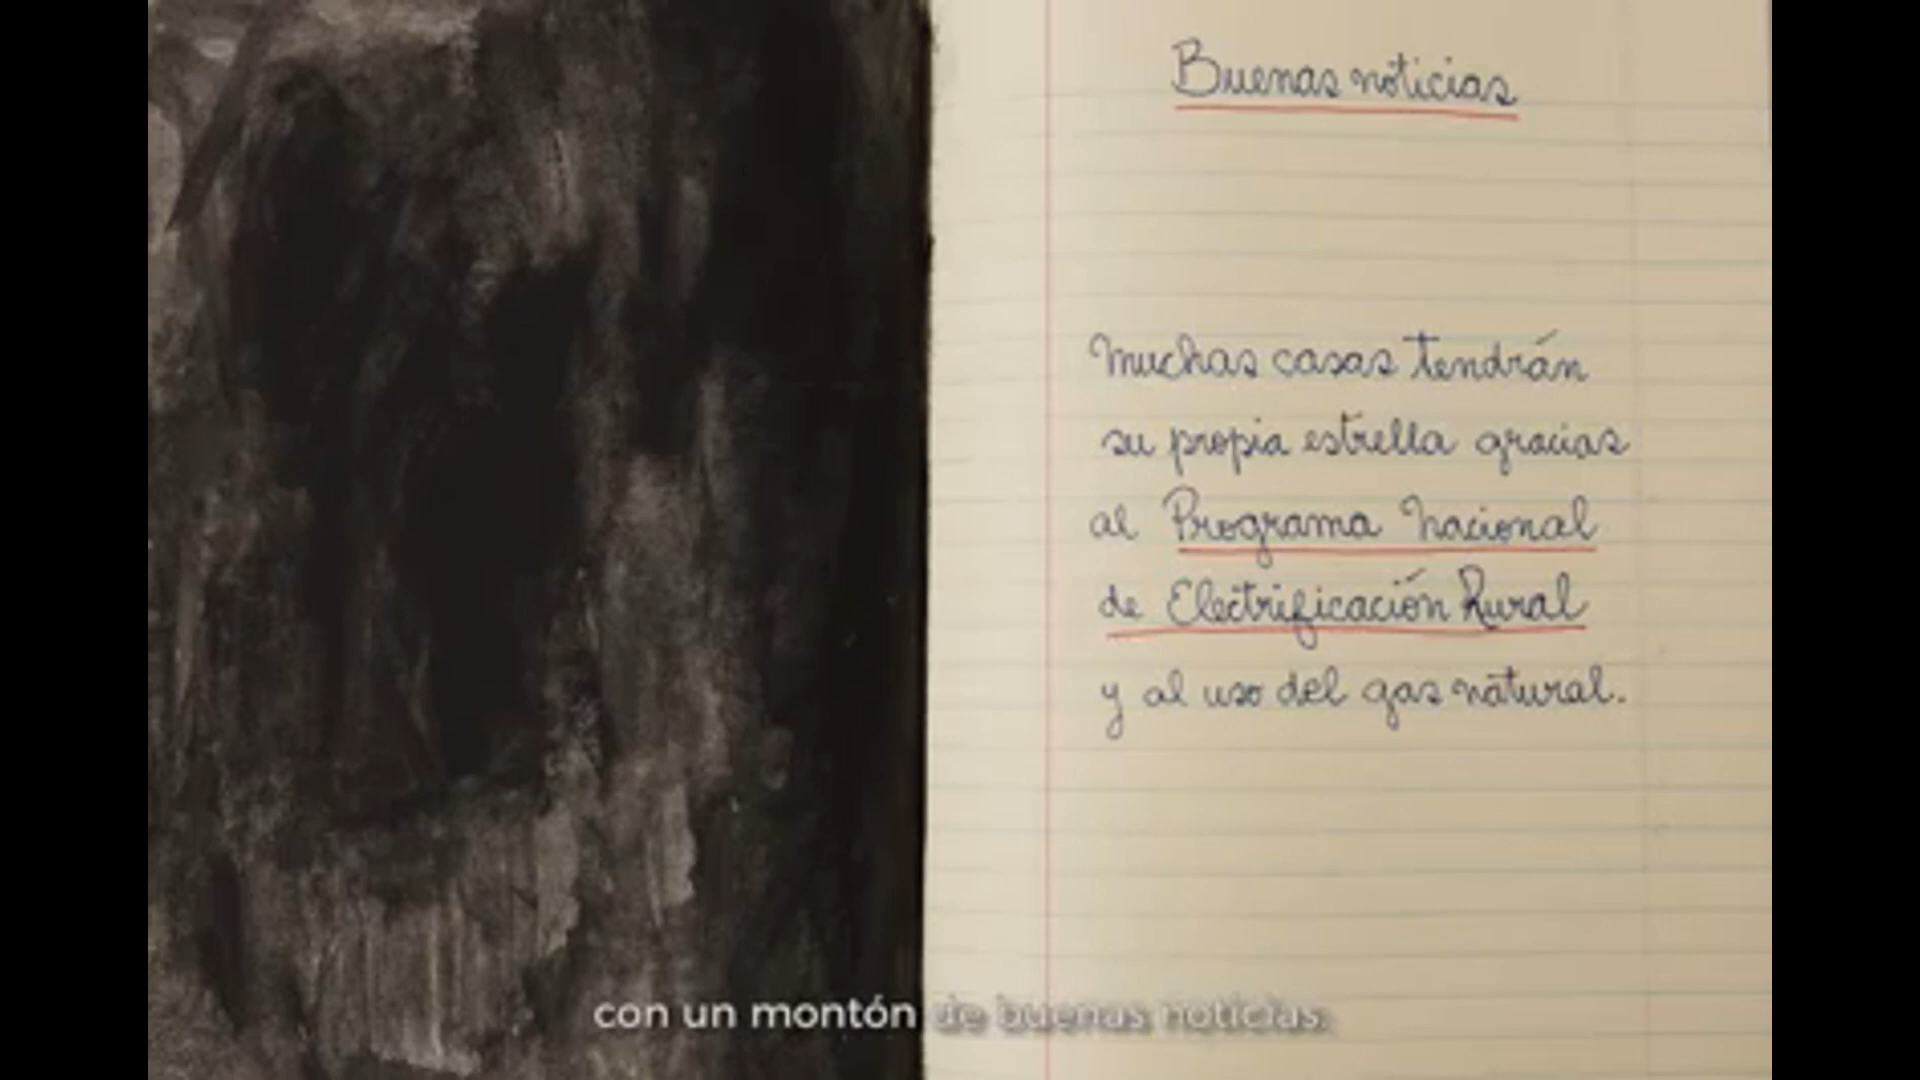 Buenas noticias
Muchas casas tendrán
su propia estrella gracias
al Programa Nacional
de Electrificación Rural
y al uso del gas natural.
con un montón de buenas noticias.